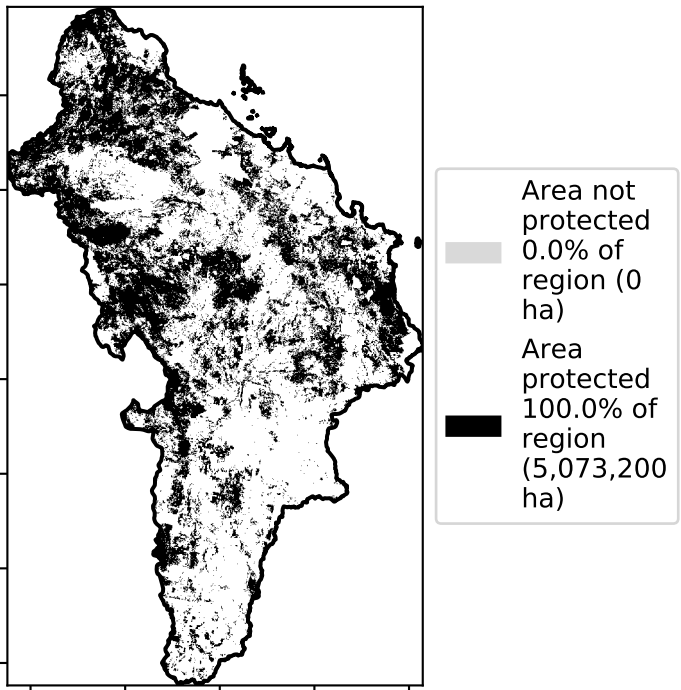 Area not
protected
0.0% of
region (0
ha)
Area
protected
100.0% of
region
(5,073,200
ha)